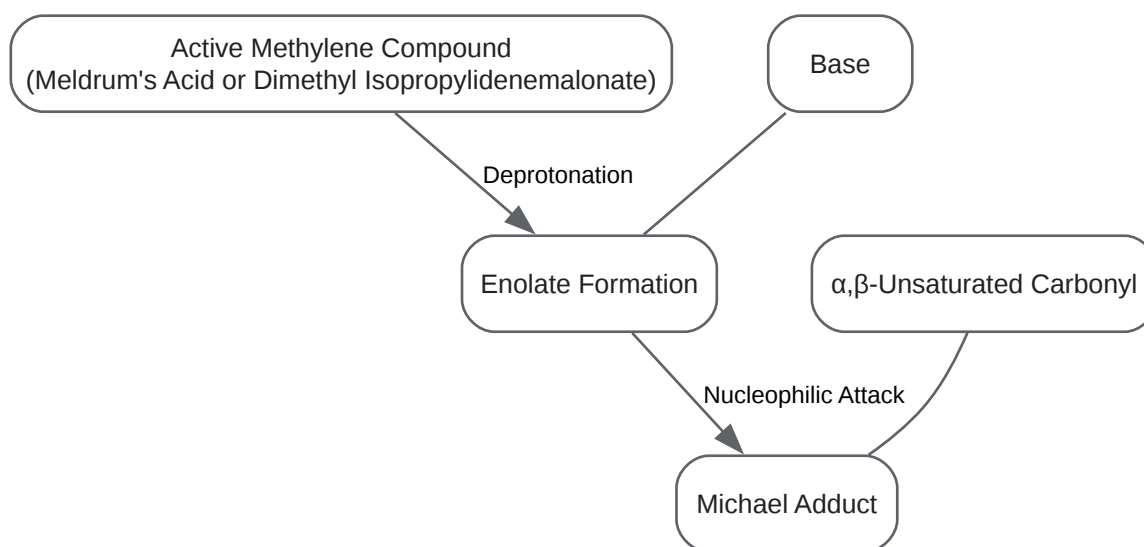 Active Methylene Compound
(Meldrum's Acid or Dimethyl Isopropylidenemalonate)
Base
Deprotonation
Enolate Formation
α,β-Unsaturated Carbonyl
Nucleophilic Attack
Michael Adduct